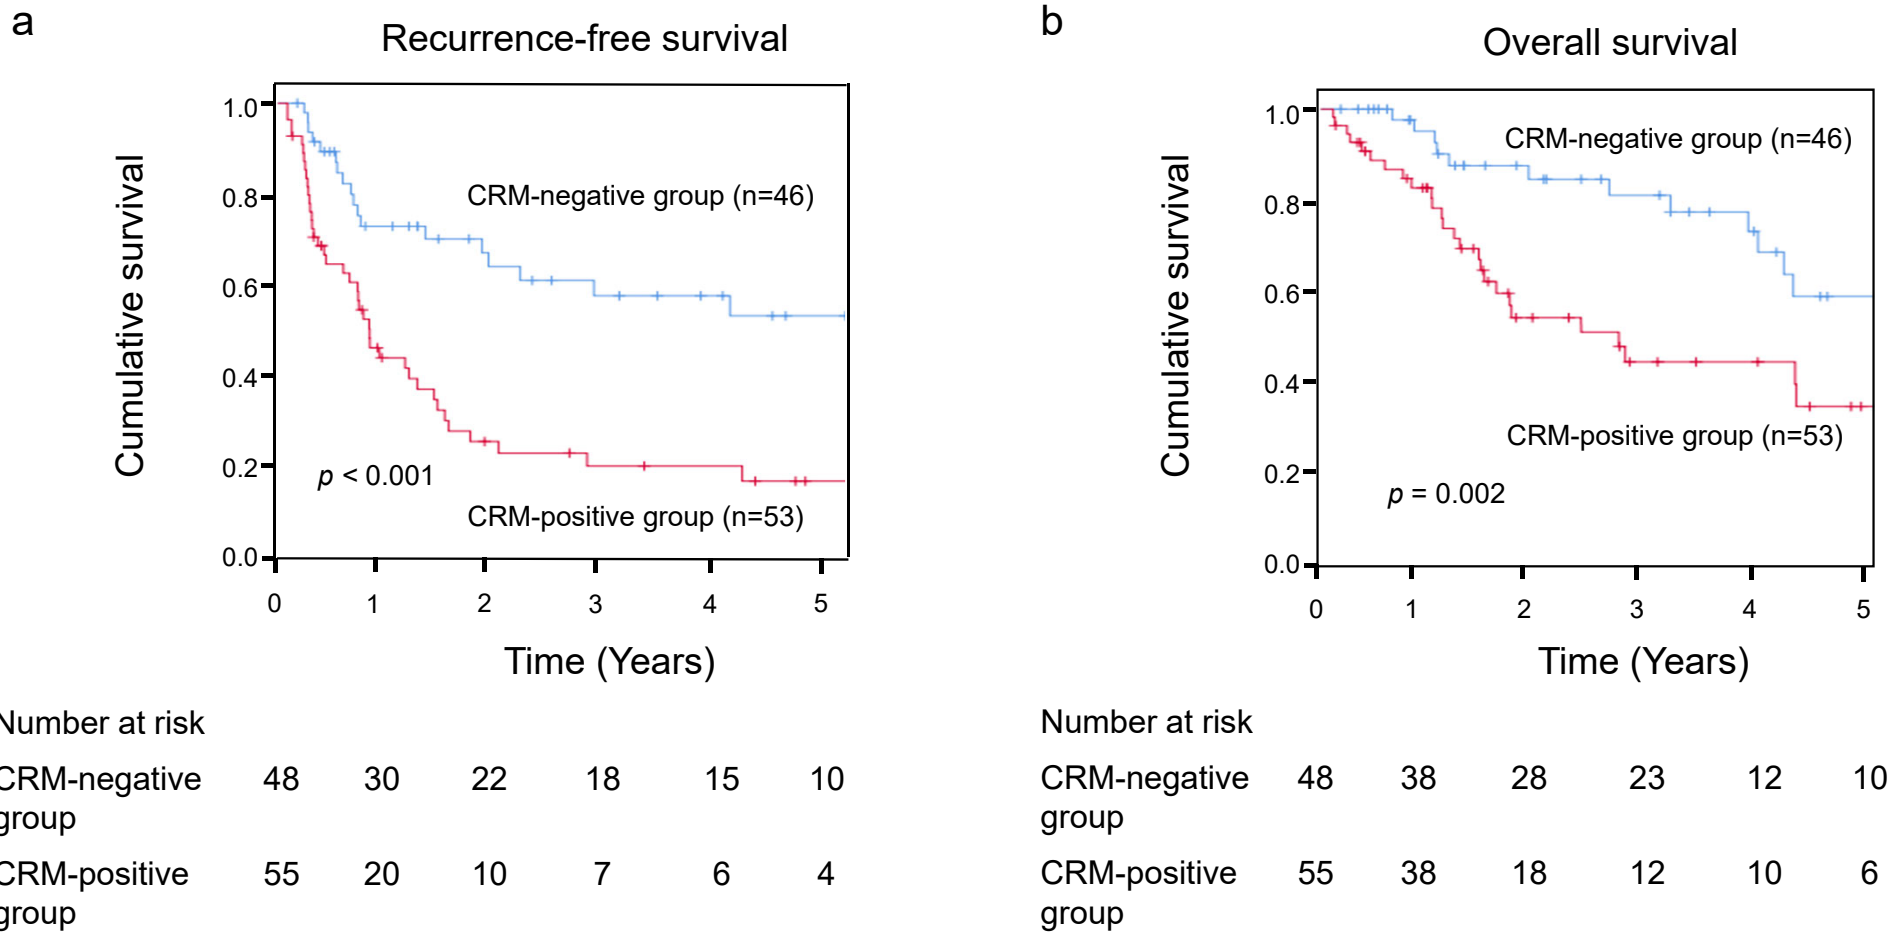 a
Recurrence-free survival
1.0
0.8
0.6
0.4
0.2
0.0
Cumulative survival
CRM-negative group (n=46)
p < 0.001
CRM-positive group (n=53)
0 1 2 3 4 5
Time (Years)
Number at risk
CRM-negative group 48 30 22 18 15 10
CRM-positive group 55 20 10 7 6 4
b
Overall survival
1.0
0.8
0.6
0.4
0.2
0.0
Cumulative survival
CRM-negative group (n=46)
CRM-positive group (n=53)
p = 0.002
0 1 2 3 4 5
Time (Years)
Number at risk
CRM-negative group 48 38 28 23 12 10
CRM-positive group 55 38 18 12 10 6